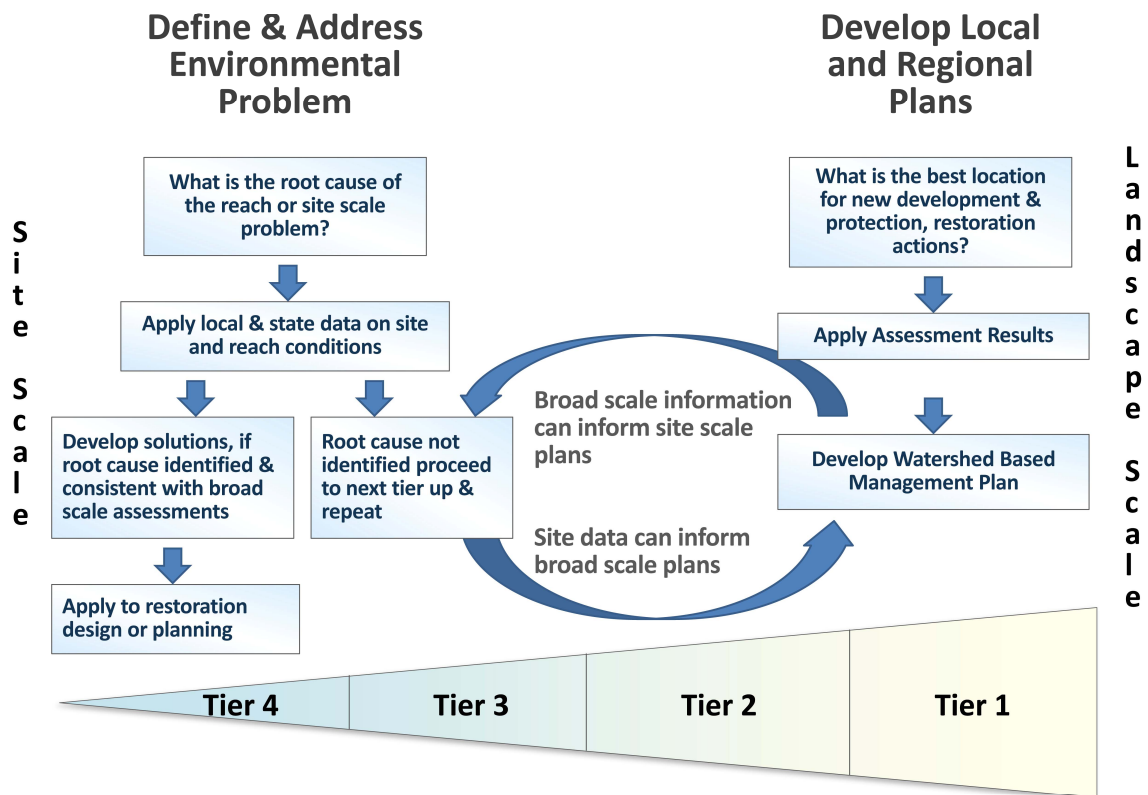 Define & Address
Environmental
Problem
Develop Local
and Regional
Plans
Site Scale
Landscape Scale
What is the root cause of
the reach or site scale
problem?
Apply local & state data on site
and reach conditions
Develop solutions, if
root cause identified &
consistent with broad
scale assessments
Root cause not
identified proceed
to next tier up &
repeat
Apply to restoration
design or planning
Broad scale information
can inform site scale
plans
Site data can inform
broad scale plans
What is the best location
for new development &
protection, restoration
actions?
Apply Assessment Results
Develop Watershed Based
Management Plan
Tier 4
Tier 3
Tier 2
Tier 1